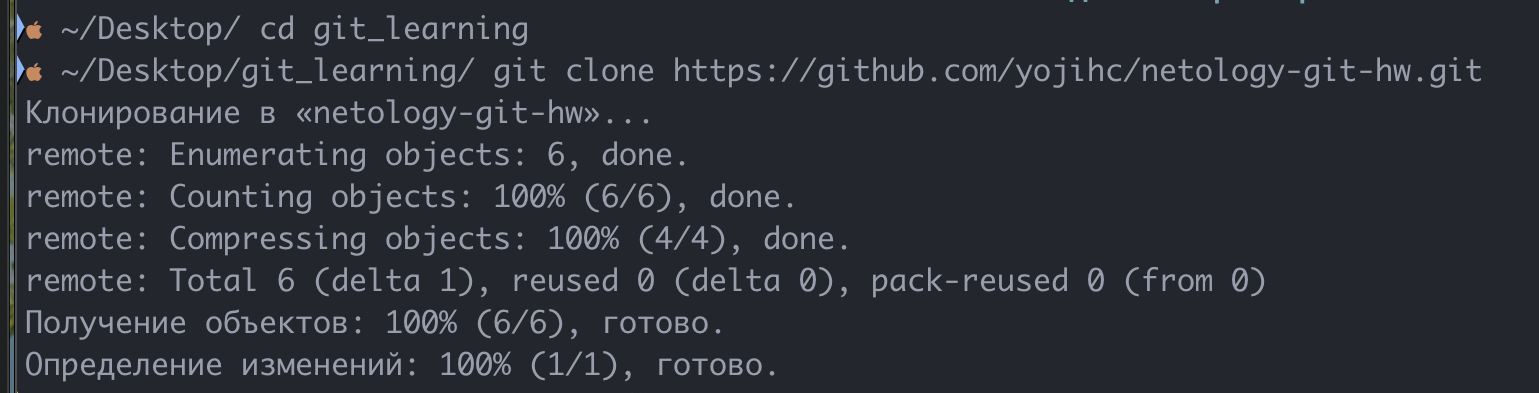 ~/Desktop/ cd git_learning
~/Desktop/git_learning/ git clone https://github.com/yojihc/netology-git-hw.git
Клонирование в «netology-git-hw»...
remote: Enumerating objects: 6, done.
remote: Counting objects: 100% (6/6), done.
remote: Compressing objects: 100% (4/4), done.
remote: Total 6 (delta 1), reused 0 (delta 0), pack-reused 0 (from 0)
Получение объектов: 100% (6/6), готово.
Определение изменений: 100% (1/1), готово.